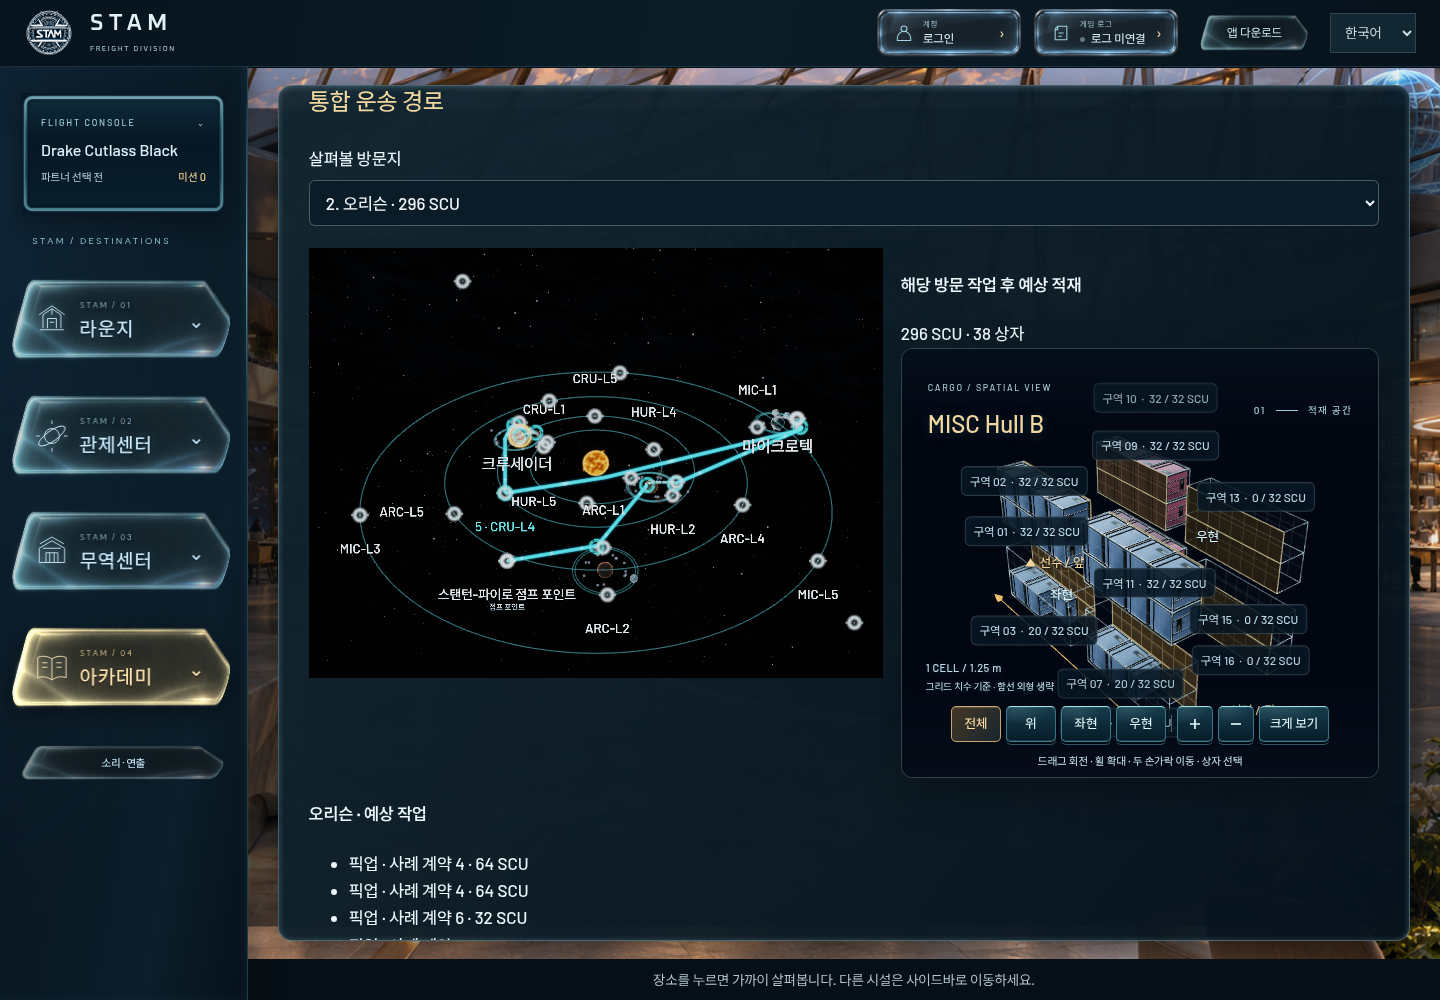 STAM
FREIGHT DIVISION
계정
로그인
게임 로그
로그 미연결
앱 다운로드
한국어
FLIGHT CONSOLE
Drake Cutlass Black
파트너 선택 전
미션 0
STAM / DESTINATIONS
STAM / 01
라운지
STAM / 02
관제센터
STAM / 03
무역센터
STAM / 04
아카데미
소리 · 연출
통합 운송 경로
살펴볼 방문지
2. 오리슨 · 296 SCU
CRU-L5
MIC-L1
CRU-L1
HUR-L4
마이크로텍
크루세이더
HUR-L5
ARC-L1
ARC-L5
5 · CRU-L4
HUR-L2
ARC-L4
MIC-L3
스탠턴-파이로 점프 포인트
점프 포인트
MIC-L5
ARC-L2
해당 방문 작업 후 예상 적재
296 SCU · 38 상자
CARGO / SPATIAL VIEW
MISC Hull B
01
적재 공간
구역 10 · 32 / 32 SCU
구역 09 · 32 / 32 SCU
구역 02 · 32 / 32 SCU
구역 13 · 0 / 32 SCU
구역 01 · 32 / 32 SCU
우현
선수 / 앞
구역 11 · 32 / 32 SCU
좌현
구역 15 · 0 / 32 SCU
구역 03 · 20 / 32 SCU
구역 16 · 0 / 32 SCU
1 CELL / 1.25 m
그리드 치수 기준 · 함선 외형 생략
구역 07 · 20 / 32 SCU
전체
위
좌현
우현
+
−
크게 보기
드래그 회전 · 휠 확대 · 두 손가락 이동 · 상자 선택
오리슨 · 예상 작업
픽업 · 사례 계약 4 · 64 SCU
픽업 · 사례 계약 4 · 64 SCU
픽업 · 사례 계약 6 · 32 SCU
장소를 누르면 가까이 살펴봅니다. 다른 시설은 사이드바로 이동하세요.